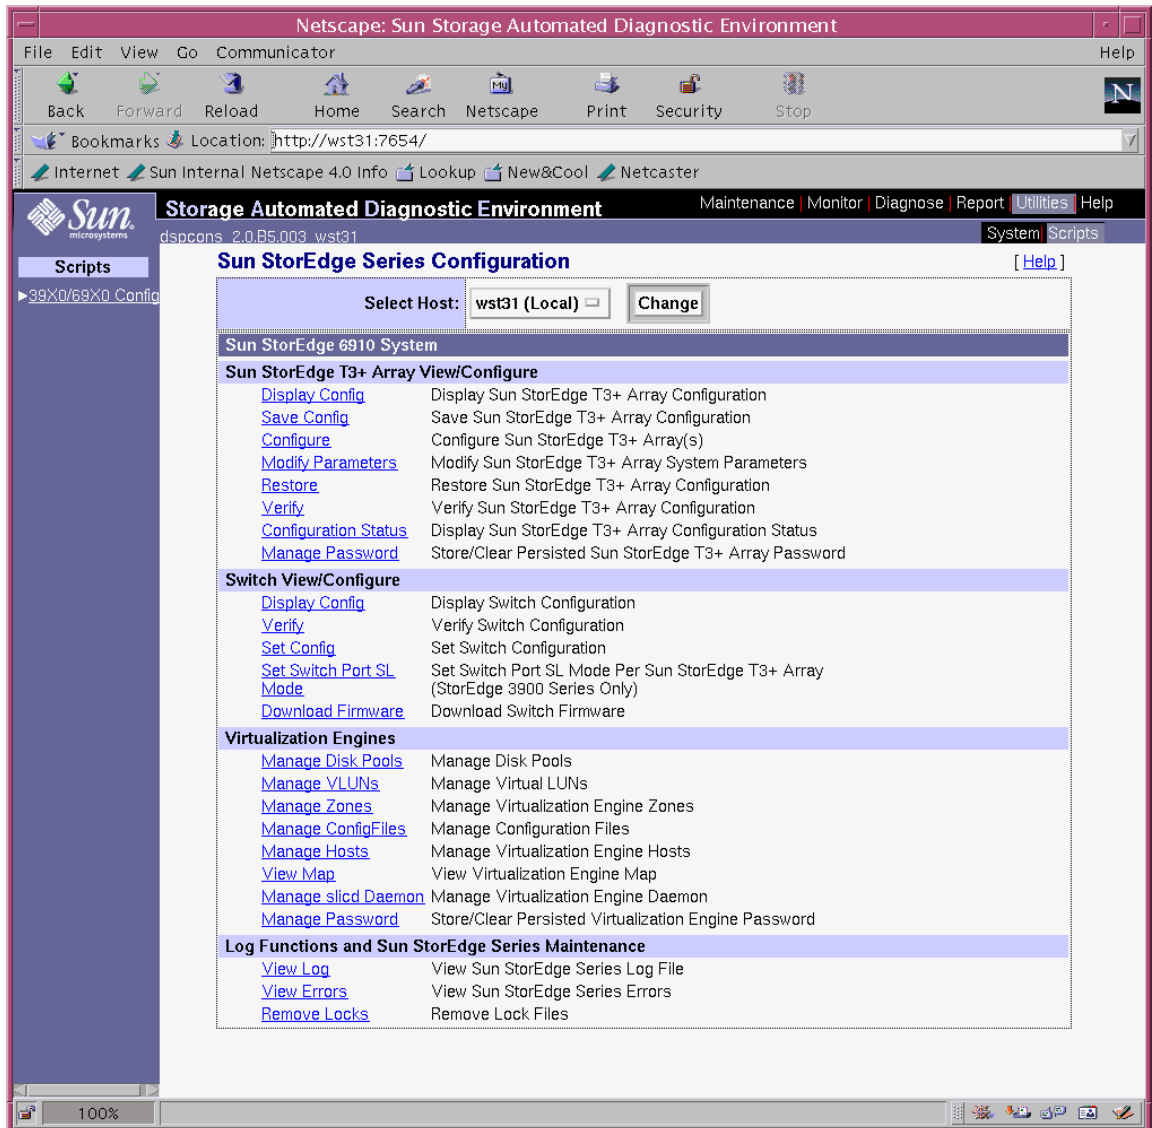 Netscape: Sun Storage Automated Diagnostic Environment
File Edit View Go Communicator Help
Back Forward Reload Home Search Netscape Print Security Stop
My
N
Bookmarks Location: http://wst31:7654/
Internet Sun Internal Netscape 4.0 Info Lookup New&Cool Netcaster
Sun microsystems
Storage Automated Diagnostic Environment
Maintenance | Monitor | Diagnose | Report | Utilities | Help
dspcons 2.0.B5.003 wst31
System | Scripts
Scripts
39X0/69X0 Config
Sun StorEdge Series Configuration
[ Help ]
Select Host: wst31 (Local) Change
Sun StorEdge 6910 System
Sun StorEdge T3+ Array View/Configure
Display Config Display Sun StorEdge T3+ Array Configuration
Save Config Save Sun StorEdge T3+ Array Configuration
Configure Configure Sun StorEdge T3+ Array(s)
Modify Parameters Modify Sun StorEdge T3+ Array System Parameters
Restore Restore Sun StorEdge T3+ Array Configuration
Verify Verify Sun StorEdge T3+ Array Configuration
Configuration Status Display Sun StorEdge T3+ Array Configuration Status
Manage Password Store/Clear Persisted Sun StorEdge T3+ Array Password
Switch View/Configure
Display Config Display Switch Configuration
Verify Verify Switch Configuration
Set Config Set Switch Configuration
Set Switch Port SL Set Switch Port SL Mode Per Sun StorEdge T3+ Array
Mode (StorEdge 3900 Series Only)
Download Firmware Download Switch Firmware
Virtualization Engines
Manage Disk Pools Manage Disk Pools
Manage VLUNs Manage Virtual LUNs
Manage Zones Manage Virtualization Engine Zones
Manage ConfigFiles Manage Configuration Files
Manage Hosts Manage Virtualization Engine Hosts
View Map View Virtualization Engine Map
Manage slicd Daemon Manage Virtualization Engine Daemon
Manage Password Store/Clear Persisted Virtualization Engine Password
Log Functions and Sun StorEdge Series Maintenance
View Log View Sun StorEdge Series Log File
View Errors View Sun StorEdge Series Errors
Remove Locks Remove Lock Files
100%